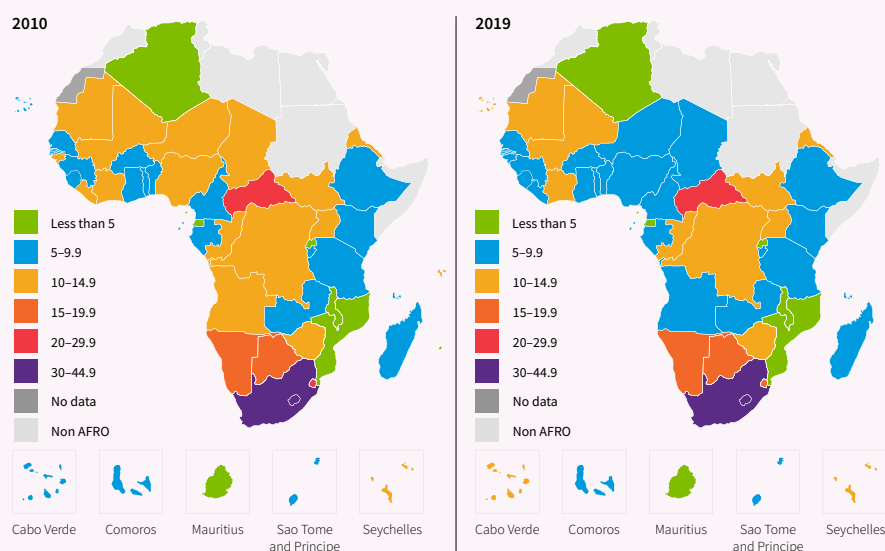 2010
Less than 5
5–9.9
10–14.9
15–19.9
20–29.9
30–44.9
No data
Non AFRO
Cabo Verde
Comoros
Mauritius
Sao Tome
and Principe
Seychelles
2019
Less than 5
5–9.9
10–14.9
15–19.9
20–29.9
30–44.9
No data
Non AFRO
Cabo Verde
Comoros
Mauritius
Sao Tome
and Principe
Seychelles